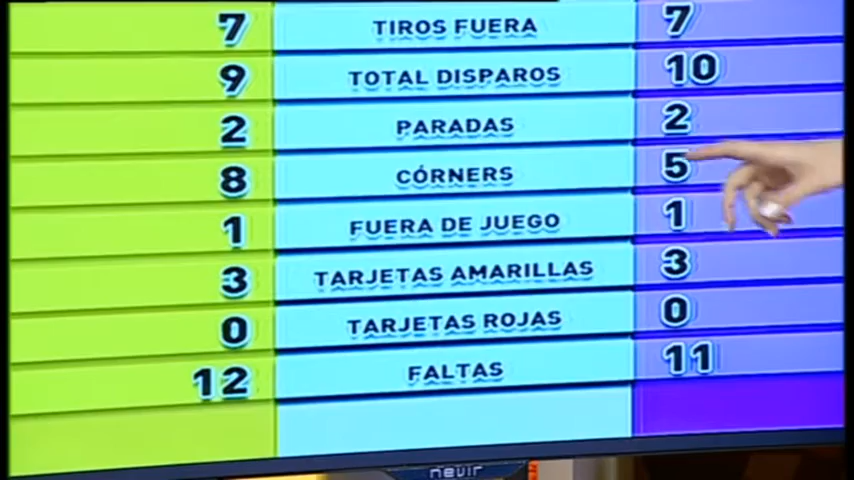 7 TIROS FUERA 7
9 TOTAL DISPAROS 10
2 PARADAS 2
8 CÓRNERS 5
1 FUERA DE JUEGO 1
3 TARJETAS AMARILLAS 3
0 TARJETAS ROJAS 0
12 FALTAS 11
nevir